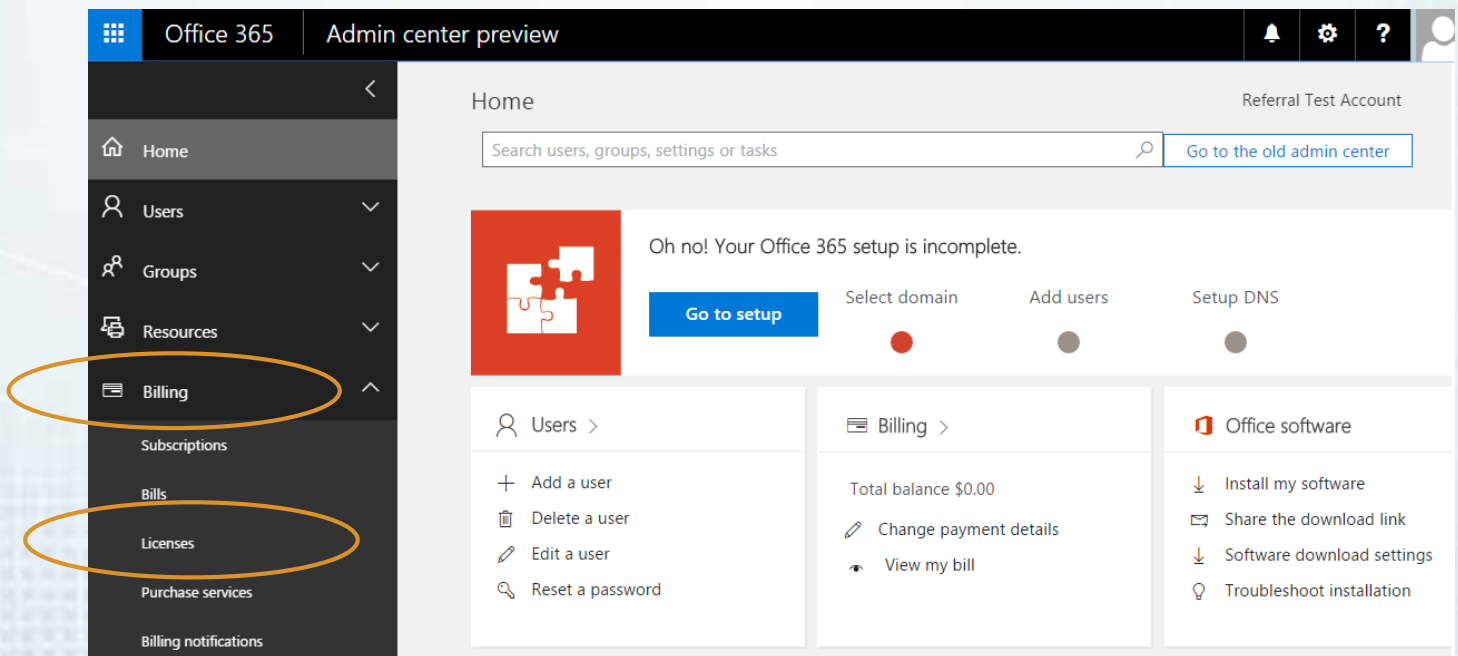 Office 365 Admin center preview ?
Home
Users
Groups
Resources
Billing
Subscriptions
Bills
Licenses
Purchase services
Billing notifications
Home Referral Test Account
Search users, groups, settings or tasks Go to the old admin center
Oh no! Your Office 365 setup is incomplete.
Go to setup Select domain Add users Setup DNS
Users >
Add a user
Delete a user
Edit a user
Reset a password
Billing >
Total balance $0.00
Change payment details
View my bill
Office software
Install my software
Share the download link
Software download settings
Troubleshoot installation